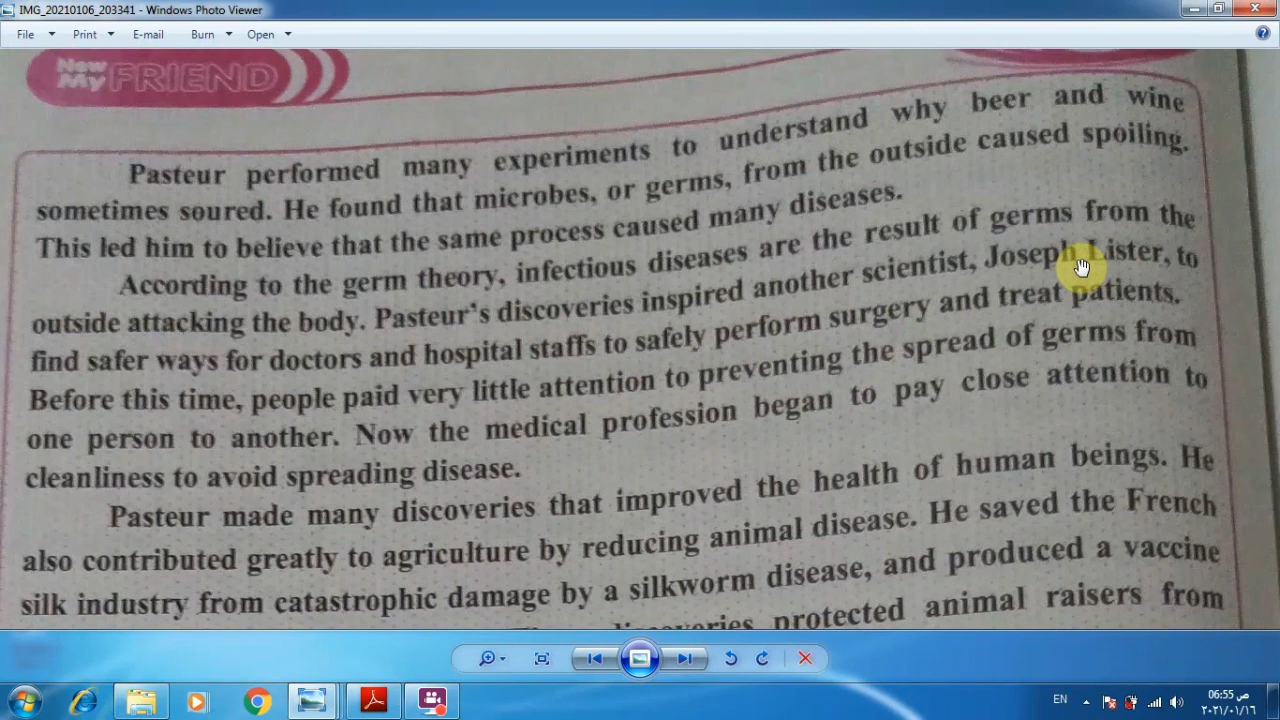 IMG_20210106_203341 - Windows Photo Viewer
File Print E-mail Burn Open
New
My FRIEND
Pasteur performed many experiments to understand why beer and wine
sometimes soured. He found that microbes, or germs, from the outside caused spoiling.
This led him to believe that the same process caused many diseases.
According to the germ theory, infectious diseases are the result of germs from the
outside attacking the body. Pasteur's discoveries inspired another scientist, Joseph Lister, to
find safer ways for doctors and hospital staffs to safely perform surgery and treat patients.
Before this time, people paid very little attention to preventing the spread of germs from
one person to another. Now the medical profession began to pay close attention to
cleanliness to avoid spreading disease.
Pasteur made many discoveries that improved the health of human beings. He
also contributed greatly to agriculture by reducing animal disease. He saved the French
silk industry from catastrophic damage by a silkworm disease, and produced a vaccine
discoveries protected animal raisers from
EN
06:55 ص
٢٠٢١/٠١/١٦